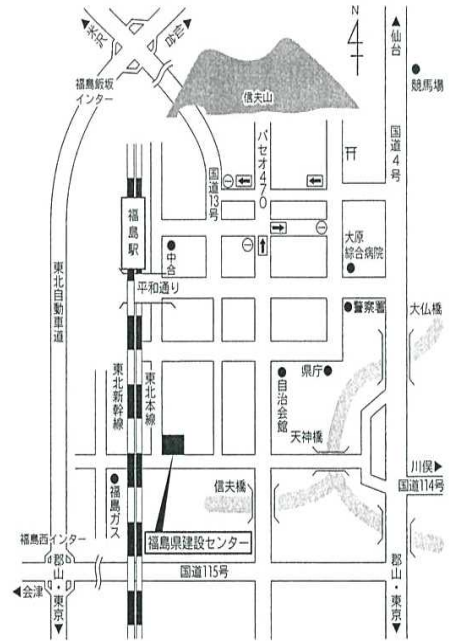 N
▲仙台
米沢
飯坂
福島飯坂
インター
信夫山
競馬場
国道4号
パセオ470
国道13号
福島駅
中合
平和通り
大原
綜合病院
警察署
大仏橋
東北自動車道
東北新幹線
東北本線
県庁
自治会館
天神橋
川俣▶
国道114号
福島ガス
信夫橋
福島県建設センター
福島西インター
国道115号
◀会津
郡山・東京▼
郡山・東京▼